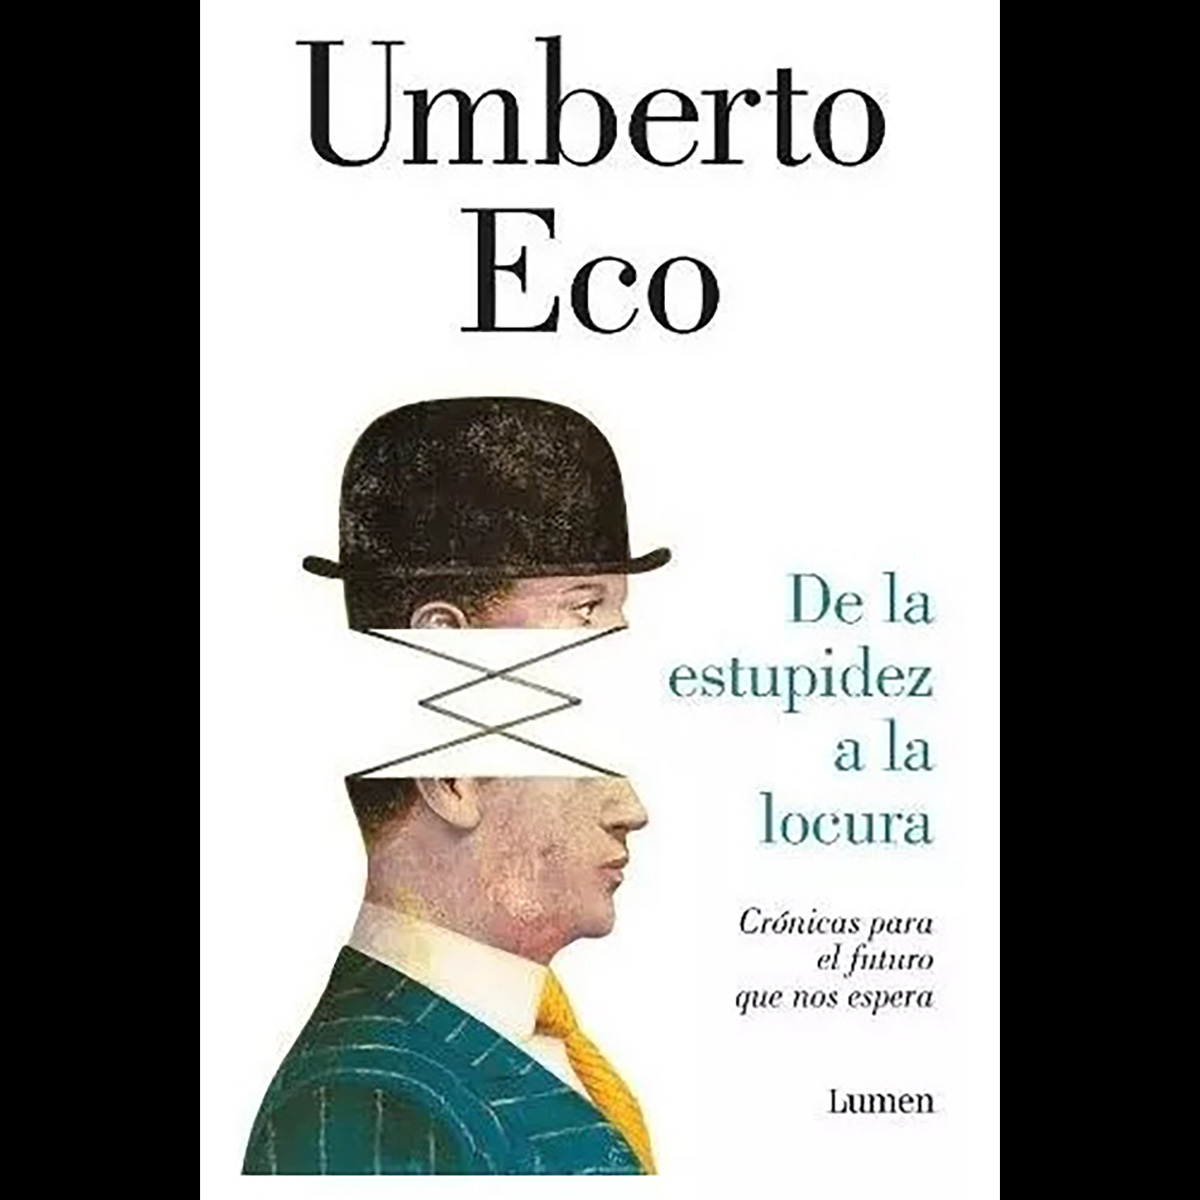 Umberto
Eco
De la
estupidez
a la
locura
Crónicas para
el futuro
que nos espera
Lumen